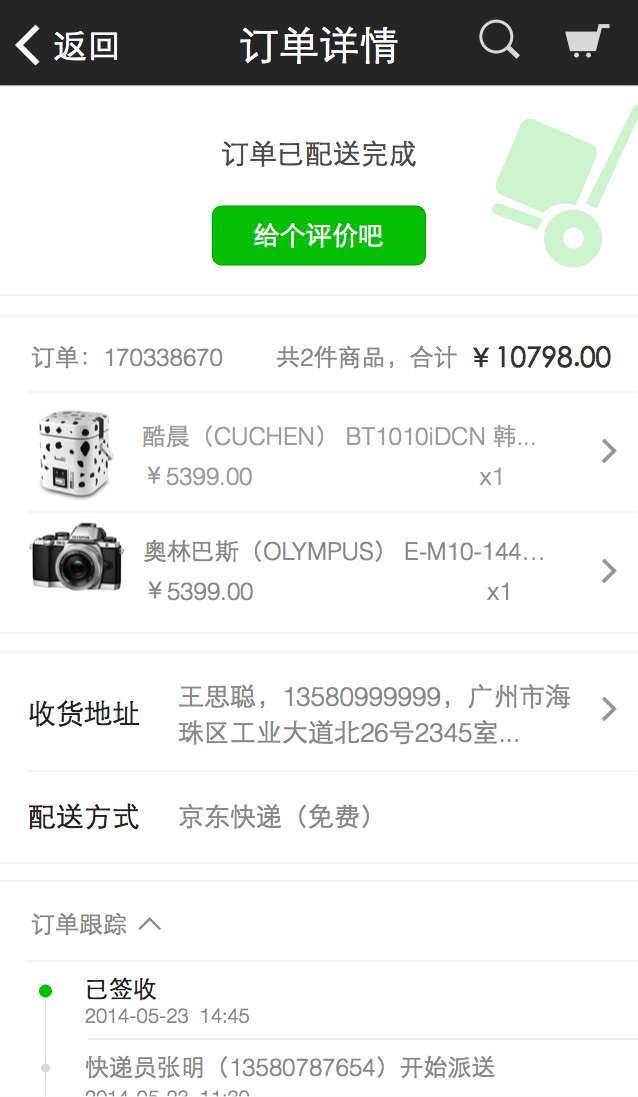 返回
订单详情
订单已配送完成
给个评价吧
订单：170338670 共2件商品，合计 ￥10798.00
酷晨（CUCHEN） BT1010iDCN 韩...
￥5399.00 x1
奥林巴斯（OLYMPUS） E-M10-144...
￥5399.00 x1
收货地址
王思聪，13580999999，广州市海
珠区工业大道北26号2345室...
配送方式 京东快递（免费）
订单跟踪
已签收
2014-05-23 14:45
快递员张明（13580787654）开始派送
2014-05-23 11:30